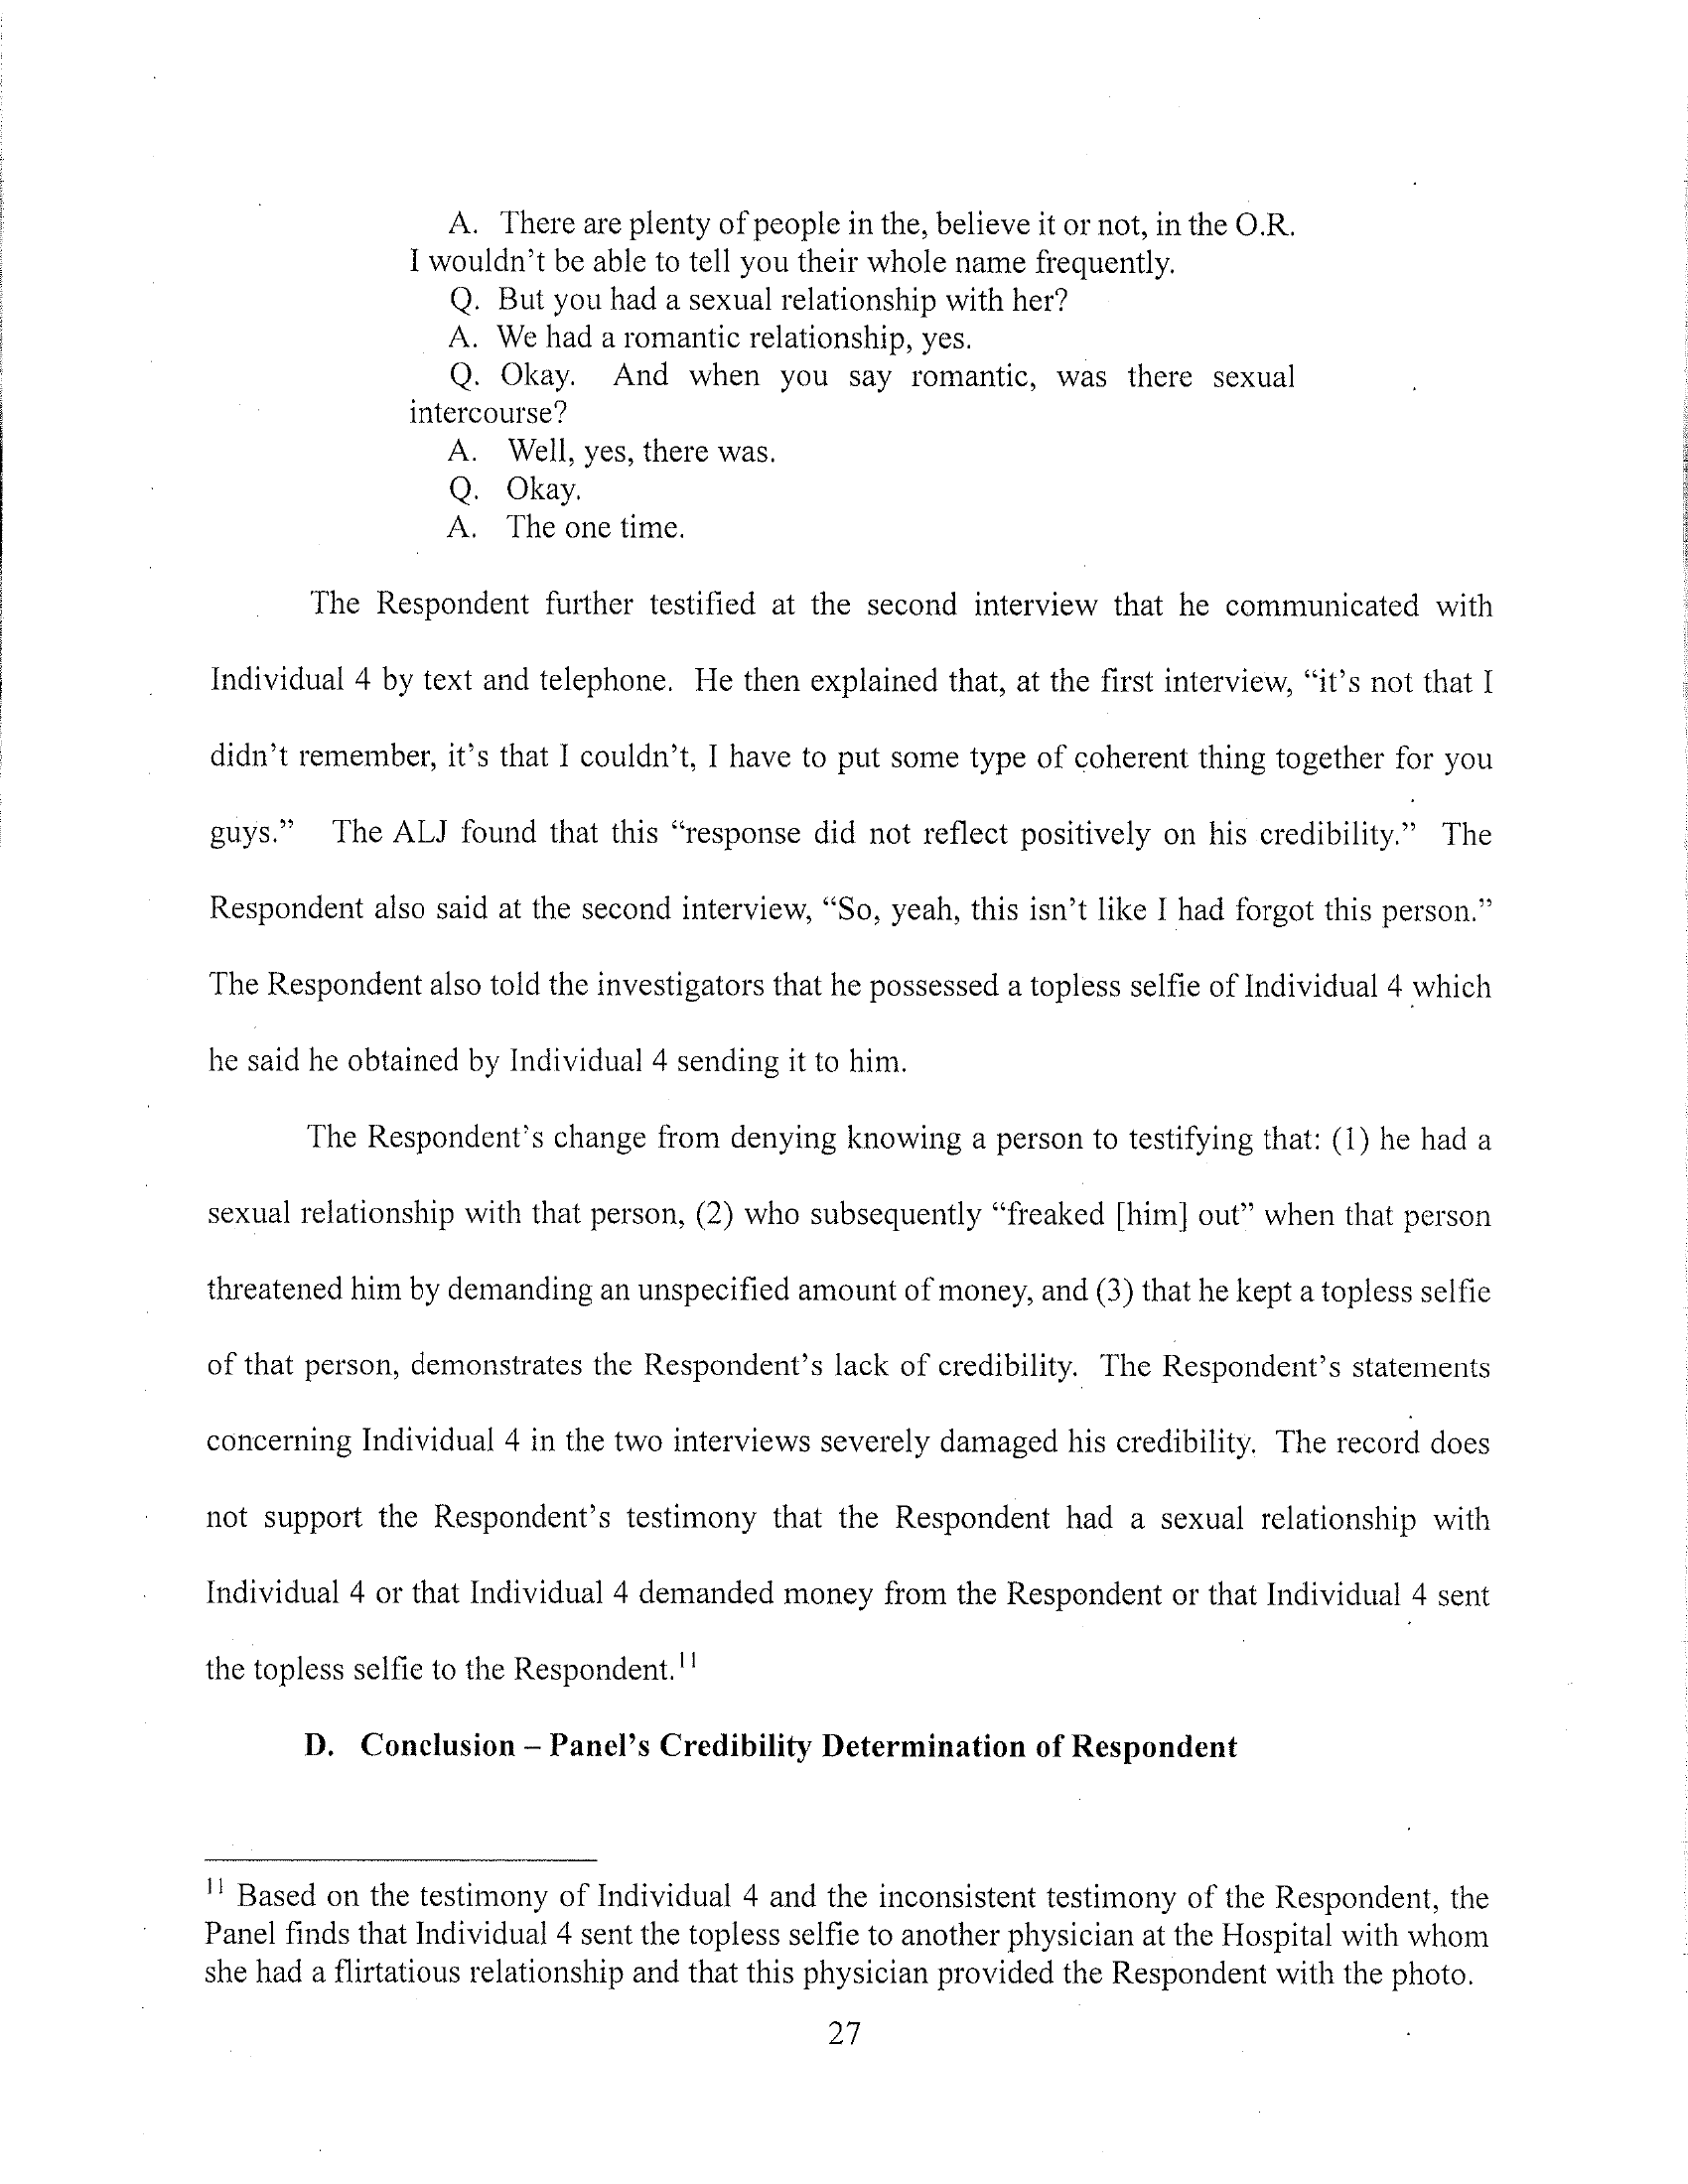 A. There are plenty of people in the, believe it or not, in the O.R.
I wouldn't be able to tell you their whole name frequently.
Q. But you had a sexual relationship with her?
A. We had a romantic relationship, yes.
Q. Okay. And when you say romantic, was there sexual
intercourse?
A. Well, yes, there was.
Q. Okay.
A. The one time.
The Respondent further testified at the second interview that he communicated with
Individual 4 by text and telephone. He then explained that, at the first interview, “it's not that I
didn't remember, it's that I couldn't, I have to put some type of coherent thing together for you
guys.” The ALJ found that this “response did not reflect positively on his credibility.” The
Respondent also said at the second interview, “So, yeah, this isn't like I had forgot this person.”
The Respondent also told the investigators that he possessed a topless selfie of Individual 4 which
he said he obtained by Individual 4 sending it to him.
The Respondent's change from denying knowing a person to testifying that: (1) he had a
sexual relationship with that person, (2) who subsequently “freaked [him] out” when that person
threatened him by demanding an unspecified amount of money, and (3) that he kept a topless selfie
of that person, demonstrates the Respondent's lack of credibility. The Respondent's statements
concerning Individual 4 in the two interviews severely damaged his credibility. The record does
not support the Respondent's testimony that the Respondent had a sexual relationship with
Individual 4 or that Individual 4 demanded money from the Respondent or that Individual 4 sent
the topless selfie to the Respondent.11
D. Conclusion – Panel's Credibility Determination of Respondent
11 Based on the testimony of Individual 4 and the inconsistent testimony of the Respondent, the
Panel finds that Individual 4 sent the topless selfie to another physician at the Hospital with whom
she had a flirtatious relationship and that this physician provided the Respondent with the photo.
27